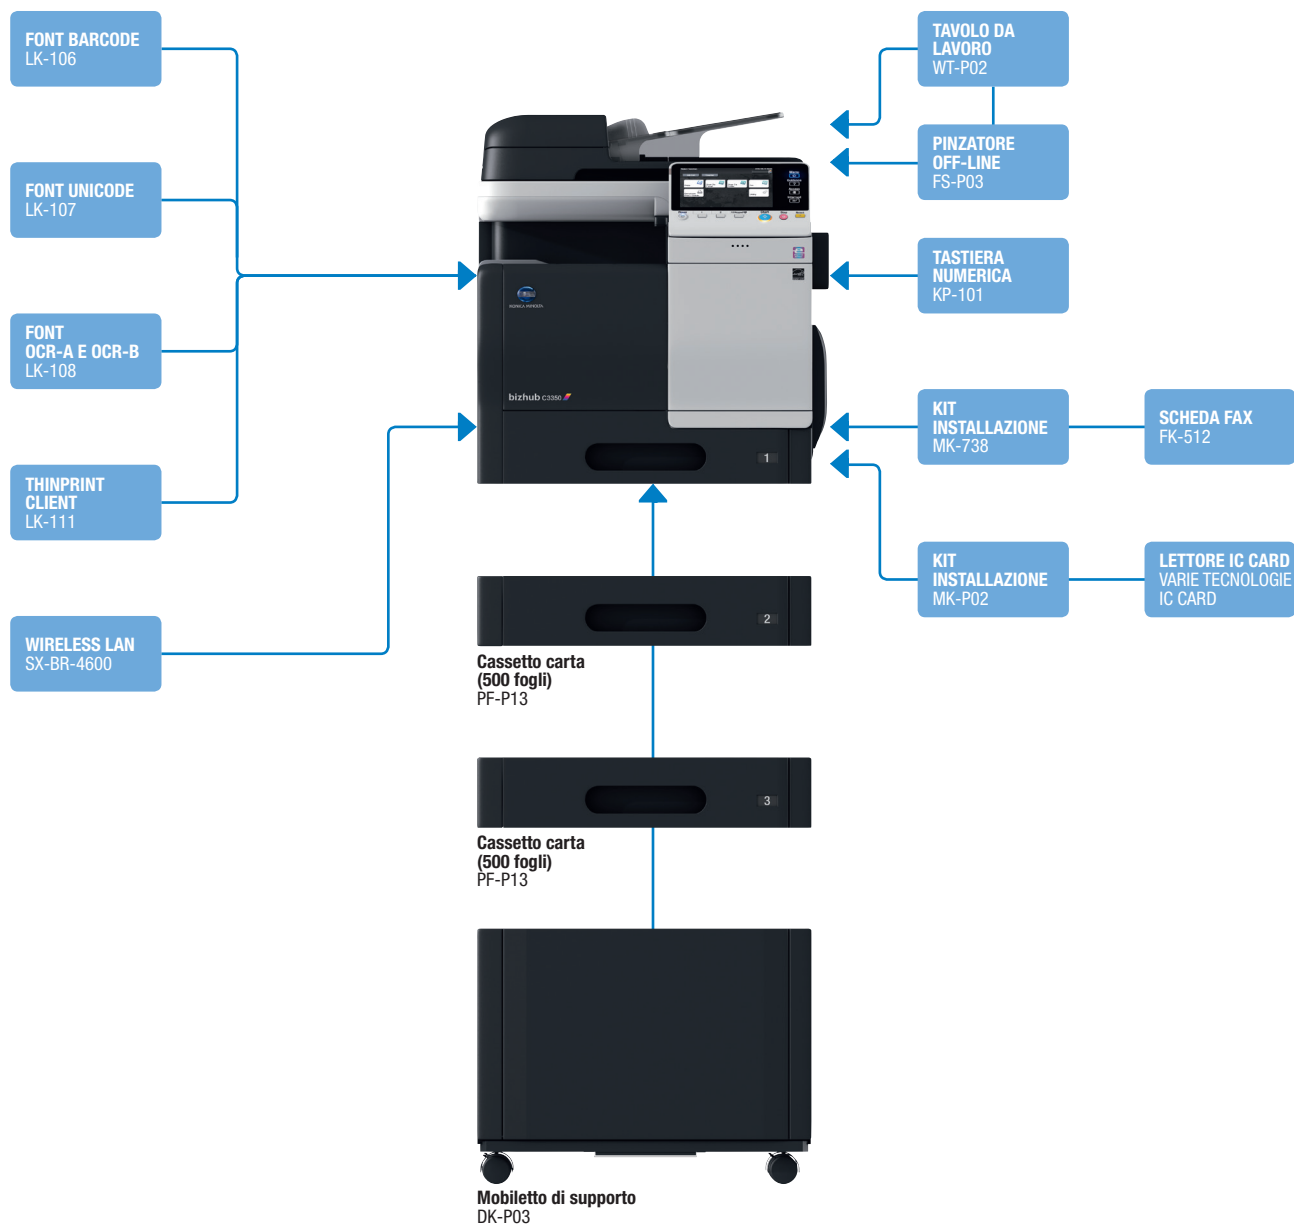 FONT BARCODE
LK-106
FONT UNICODE
LK-107
FONT
OCR-A E OCR-B
LK-108
THINPRINT
CLIENT
LK-111
WIRELESS LAN
SX-BR-4600
TAVOLO DA
LAVORO
WT-P02
PINZATORE
OFF-LINE
FS-P03
TASTIERA
NUMERICA
KP-101
KIT
INSTALLAZIONE
MK-738
SCHEDA FAX
FK-512
KIT
INSTALLAZIONE
MK-P02
LETTORE IC CARD
VARIE TECNOLOGIE
IC CARD
KONICA MINOLTA
bizhub C3350
1
2
Cassetto carta
(500 fogli)
PF-P13
3
Cassetto carta
(500 fogli)
PF-P13
Mobiletto di supporto
DK-P03